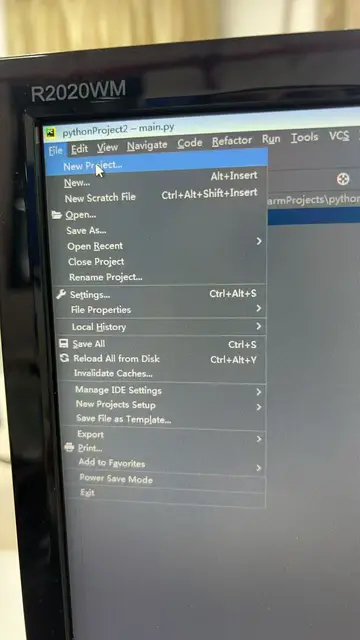 R2020WM
pythonProject2 – main.py
File Edit View Navigate Code Refactor Run Tools VCS
New Project...
New... Alt+Insert
New Scratch File Ctrl+Alt+Shift+Insert
armProjects\python
Open...
Save As...
Open Recent
Close Project
Rename Project...
Settings... Ctrl+Alt+S
File Properties
Local History
Save All Ctrl+S
Reload All from Disk Ctrl+Alt+Y
Invalidate Caches...
Manage IDE Settings
New Projects Setup
Save File as Template...
Export
Print...
Add to Favorites
Power Save Mode
Exit